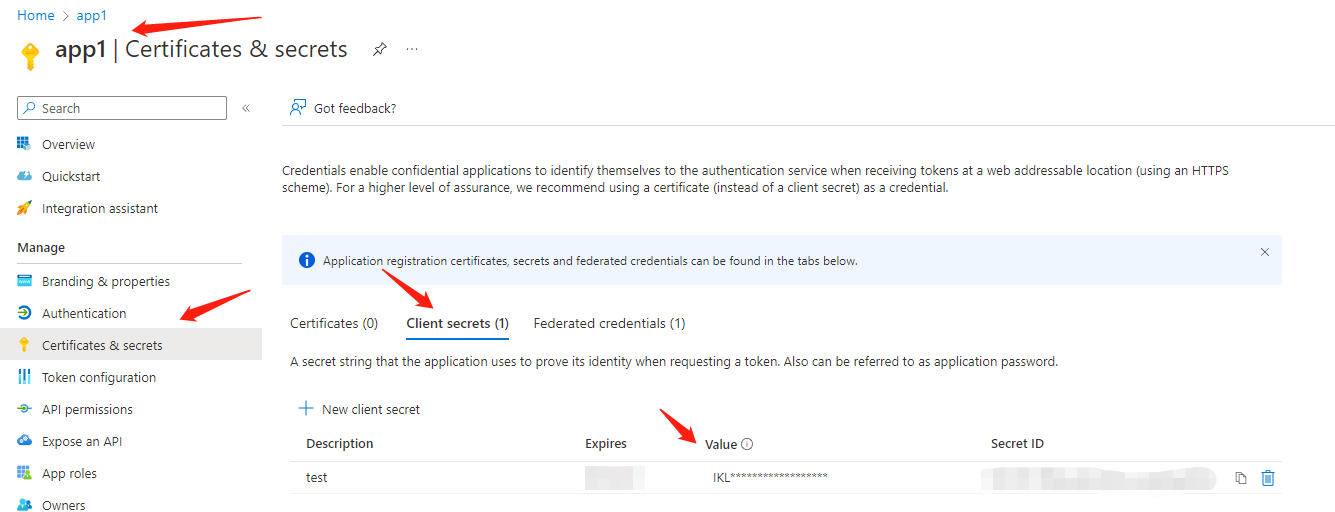 Home > app1
app1 | Certificates & secrets
Search
Got feedback?
Overview
Quickstart
Integration assistant
Manage
Branding & properties
Authentication
Certificates & secrets
Token configuration
API permissions
Expose an API
App roles
Owners
Credentials enable confidential applications to identify themselves to the authentication service when receiving tokens at a web addressable location (using an HTTPS
scheme). For a higher level of assurance, we recommend using a certificate (instead of a client secret) as a credential.
Application registration certificates, secrets and federated credentials can be found in the tabs below.
Certificates (0) Client secrets (1) Federated credentials (1)
A secret string that the application uses to prove its identity when requesting a token. Also can be referred to as application password.
New client secret
Description Expires Value Secret ID
test IKL******************